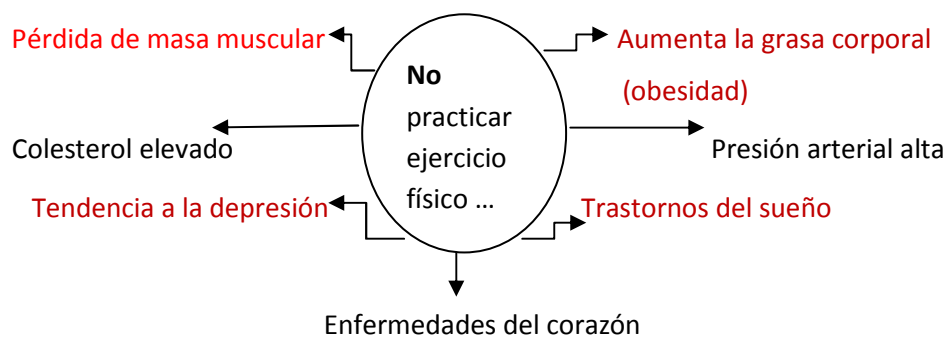 Pérdida de masa muscular
Aumenta la grasa corporal
(obesidad)
No
practicar
ejercicio
físico ...
Colesterol elevado
Presión arterial alta
Tendencia a la depresión
Trastornos del sueño
Enfermedades del corazón